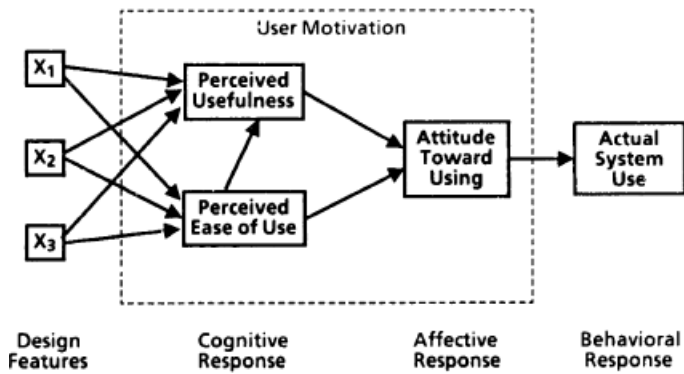 User Motivation
X1
X2
X3
Perceived
Usefulness
Perceived
Ease of Use
Attitude
Toward
Using
Actual
System
Use
Design
Features
Cognitive
Response
Affective
Response
Behavioral
Response